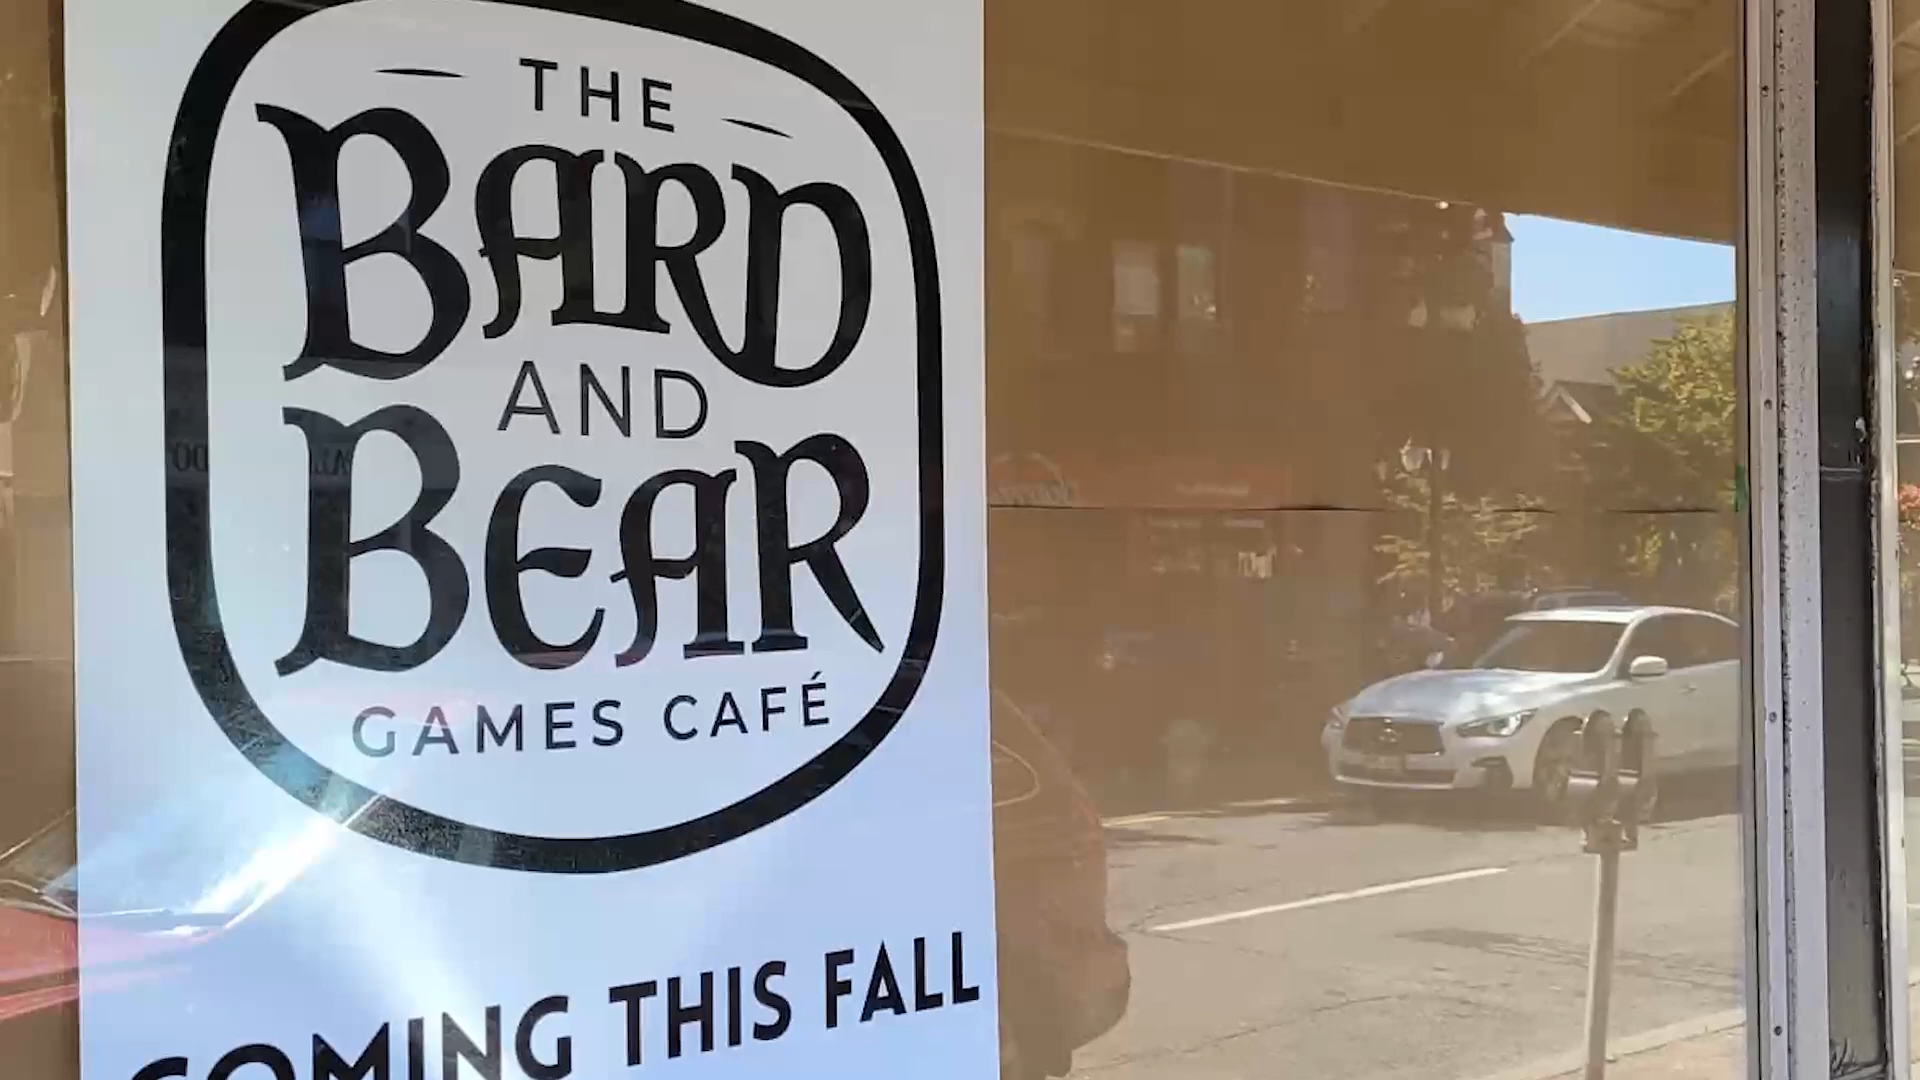 THE
BARD
AND
BEAR
GAMES CAFÉ
COMING THIS FALL